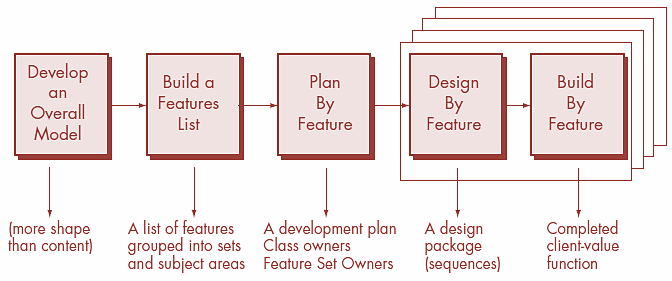 Develop
an
Overall
Model
Build a
Features
List
Plan
By
Feature
Design
By
Feature
Build
By
Feature
(more shape
than content)
A list of features
grouped into sets
and subject areas
A development plan
Class owners
Feature Set Owners
A design
package
(sequences)
Completed
client-value
function